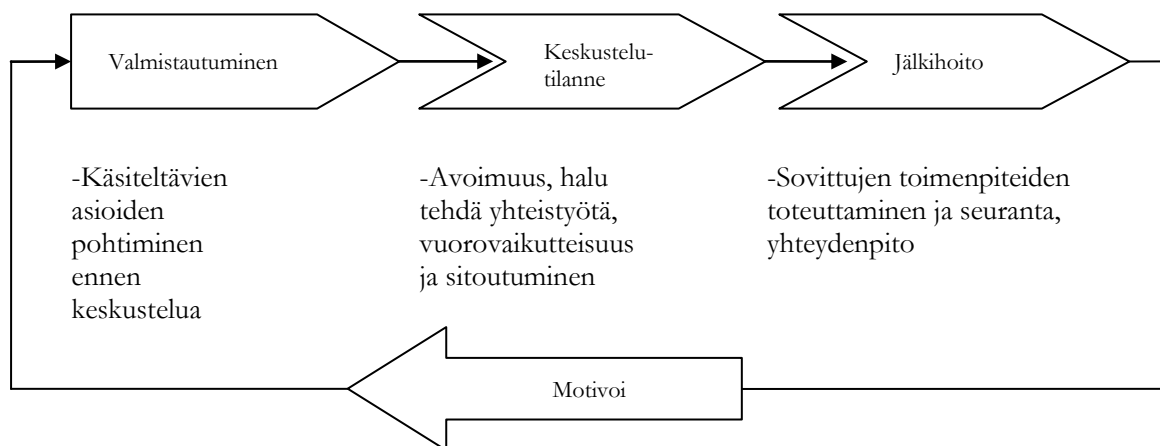 Valmistautuminen
Keskustelu-
tilanne
Jälkihoito
-Käsiteltävien
asioiden
pohtiminen
ennen
keskustelua
-Avoimuus, halu
tehdä yhteistyötä,
vuorovaikutteisuus
ja sitoutuminen
-Sovittujen toimenpiteiden
toteuttaminen ja seuranta,
yhteydenpito
Motivoi